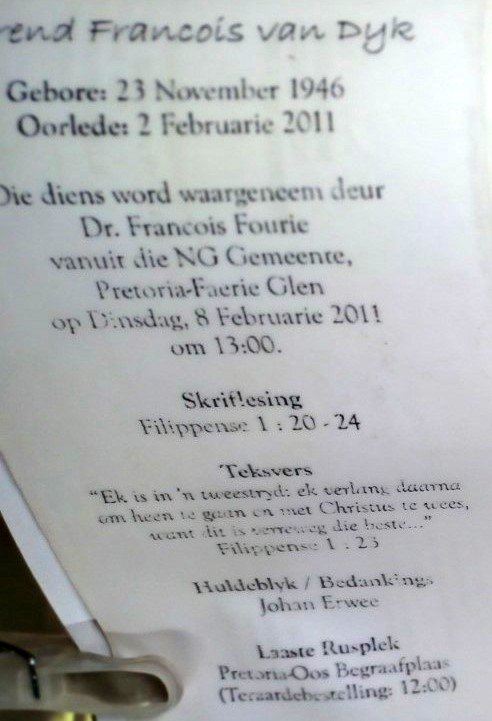 rend Francois van Dyk
Gebore: 23 November 1946
Oorlede: 2 Februarie 2011
Die diens word waargeneem deur
Dr. Francois Fourie
vanuit die NG Gemeente,
Pretoria-Faerie Glen
op Dinsdag, 8 Februarie 2011
om 13:00.
Skriflesing
Filippense 1 : 20 - 24
Teksvers
“Ek is in 'n tweestryd: ek verlang daarna
om heen te gaan en met Christus te wees,
want dit is verreweg die beste...”
Filippense 1 : 23
Huldeblyk / Bedankings
Johan Erwee
Laaste Rusplek
Pretoria-Oos Begraafplaas
(Teraardebestelling: 12:00)